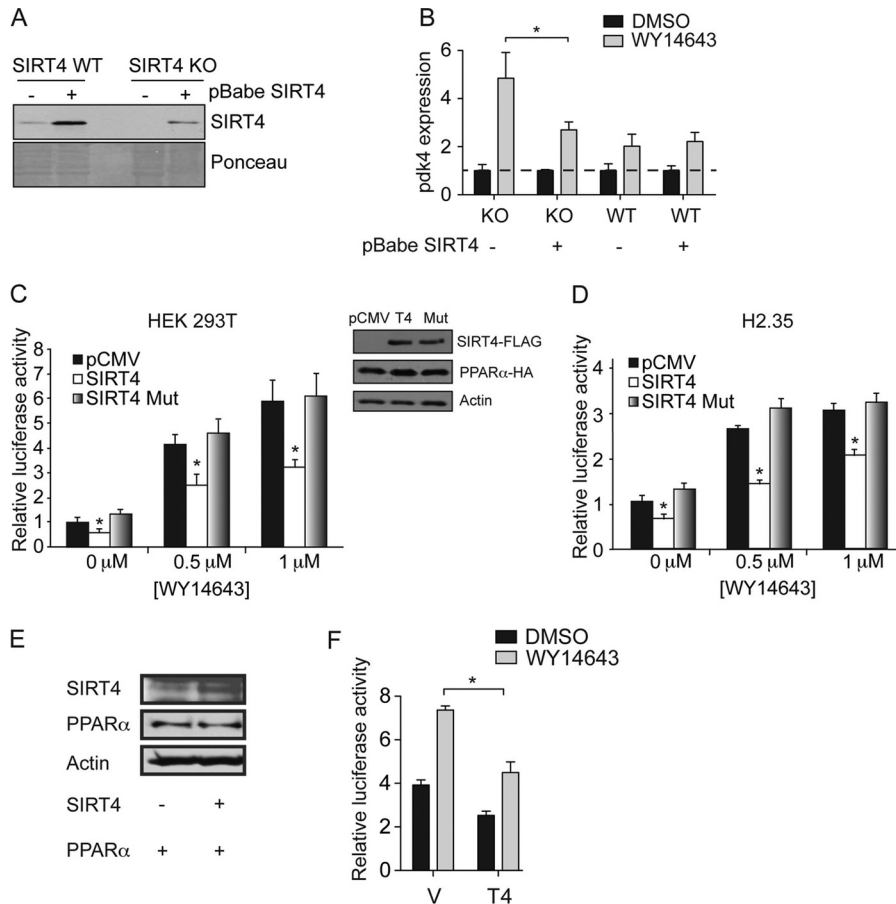 A
SIRT4 WT SIRT4 KO
- + - + pBabe SIRT4
SIRT4
Ponceau
B
DMSO
WY14643
*
pdk4 expression
6
4
2
0
KO KO WT WT
pBabe SIRT4 - + - +
C
HEK 293T
Relative luciferase activity
8
7
6
5
4
3
2
1
0
pCMV
SIRT4
SIRT4 Mut
* * *
0 μM 0.5 μM 1 μM
[WY14643]
pCMV T4 Mut
SIRT4-FLAG
PPARα-HA
Actin
D
H2.35
Relative luciferase activity
4
3
2
1
0
pCMV
SIRT4
SIRT4 Mut
* * *
0 μM 0.5 μM 1 μM
[WY14643]
E
SIRT4
PPARα
Actin
SIRT4 - +
PPARα + +
F
DMSO
WY14643
*
Relative luciferase activity
8
6
4
2
0
V T4